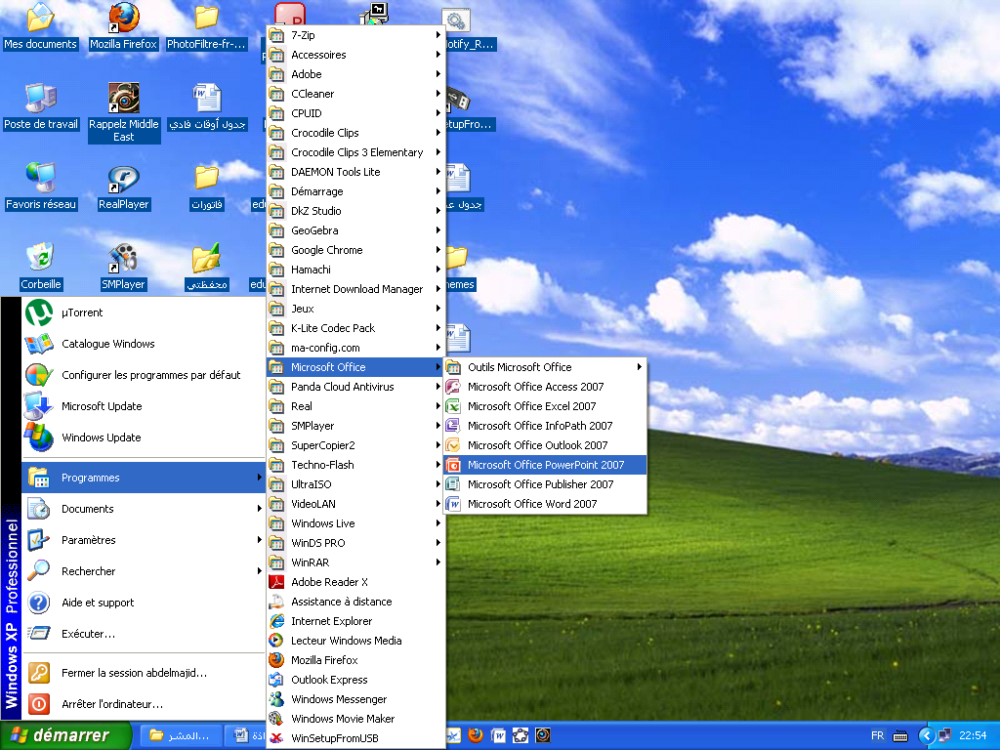 Mes documents
Mozilla Firefox
PhotoFiltre-fr-...
Poste de travail
Rappelz Middle
East
جدول أوقات فادي
Favoris réseau
RealPlayer
فاتورات
Corbeille
SMPlayer
محفظتي
µTorrent
Catalogue Windows
Configurer les programmes par défaut
Microsoft Update
Windows Update
Programmes
Documents
Paramètres
Rechercher
Aide et support
Exécuter...
Fermer la session abdelmajid...
Arrêter l'ordinateur...
Windows XP Professionnel
7-Zip
Accessoires
Adobe
CCleaner
CPUID
Crocodile Clips
Crocodile Clips 3 Elementary
DAEMON Tools Lite
Démarrage
DkZ Studio
GeoGebra
Google Chrome
Hamachi
Internet Download Manager
Jeux
K-Lite Codec Pack
ma-config.com
Microsoft Office
Panda Cloud Antivirus
Real
SMPlayer
SuperCopier2
Techno-Flash
UltraISO
VideoLAN
Windows Live
WinDS PRO
WinRAR
Adobe Reader X
Assistance à distance
Internet Explorer
Lecteur Windows Media
Mozilla Firefox
Outlook Express
Windows Messenger
Windows Movie Maker
WinSetupFromUSB
Outils Microsoft Office
Microsoft Office Access 2007
Microsoft Office Excel 2007
Microsoft Office InfoPath 2007
Microsoft Office Outlook 2007
Microsoft Office PowerPoint 2007
Microsoft Office Publisher 2007
Microsoft Office Word 2007
démarrer
المشر...
FR
22:54